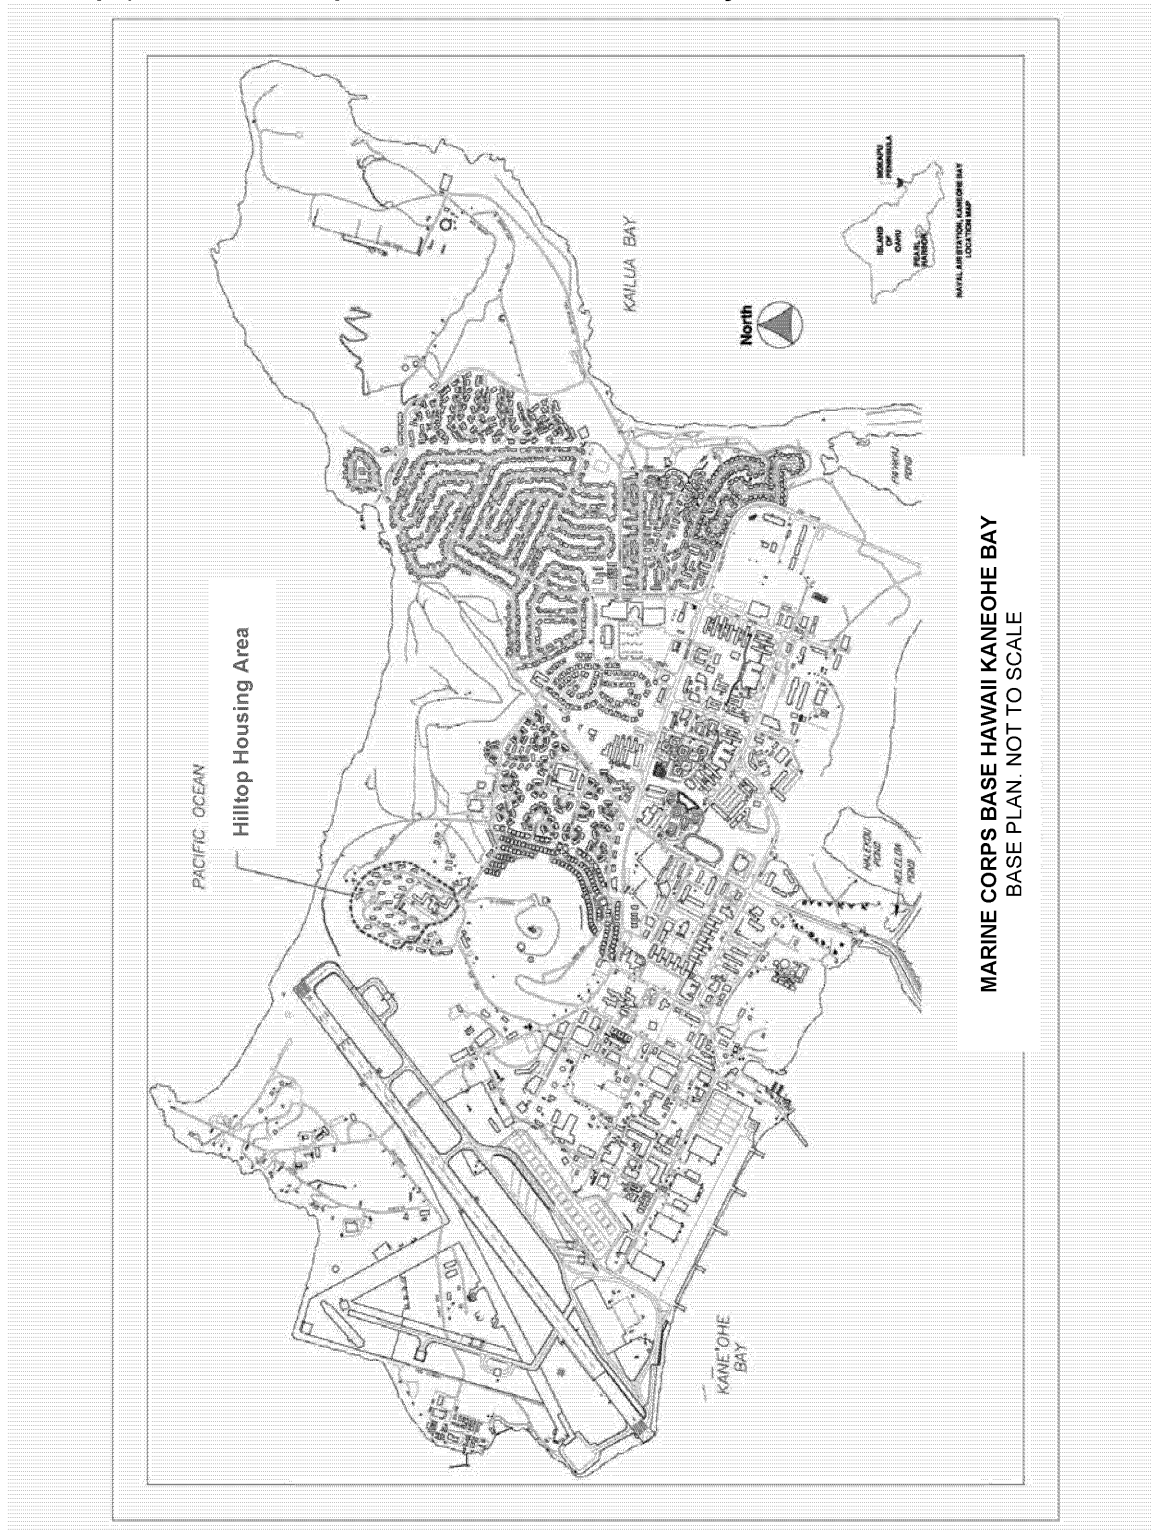 PACIFIC OCEAN
Hilltop Housing Area
KAILUA BAY
North
MOKAPU
PENINSULA
ISLAND
OF
OAHU
PEARL
HARBOR
NAVAL AIR STATION, KANEOHE BAY
LOCATION MAP
POND
HALEKOU
POND
POND
KANE'OHE
BAY
MARINE CORPS BASE HAWAII KANEOHE BAY
BASE PLAN. NOT TO SCALE